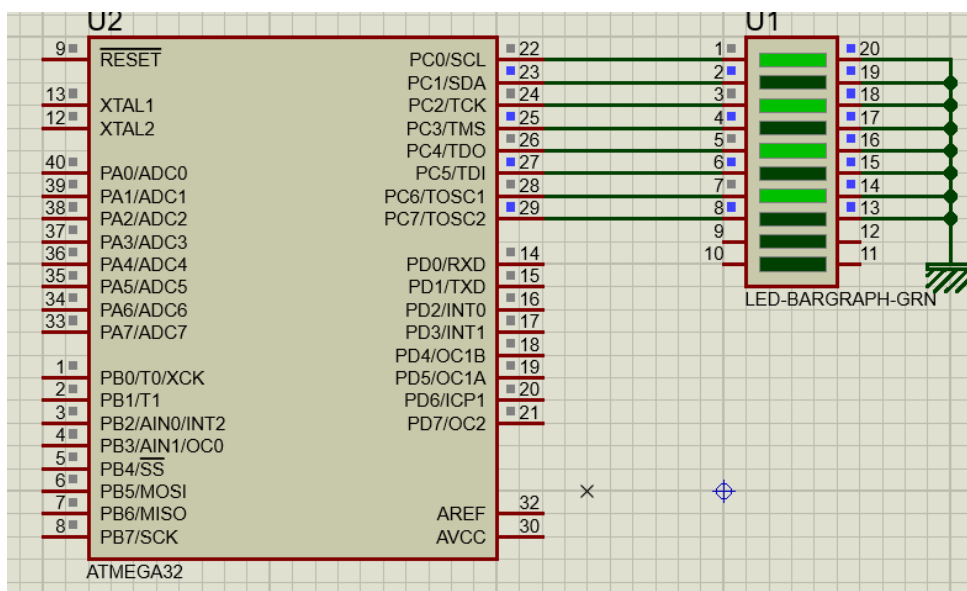 U2
U1
9 RESET
13 XTAL1
12 XTAL2
40 PA0/ADC0
39 PA1/ADC1
38 PA2/ADC2
37 PA3/ADC3
36 PA4/ADC4
35 PA5/ADC5
34 PA6/ADC6
33 PA7/ADC7
1 PB0/T0/XCK
2 PB1/T1
3 PB2/AIN0/INT2
4 PB3/AIN1/OC0
5 PB4/SS
6 PB5/MOSI
7 PB6/MISO
8 PB7/SCK
PC0/SCL 22
PC1/SDA 23
PC2/TCK 24
PC3/TMS 25
PC4/TDO 26
PC5/TDI 27
PC6/TOSC1 28
PC7/TOSC2 29
PD0/RXD 14
PD1/TXD 15
PD2/INT0 16
PD3/INT1 17
PD4/OC1B 18
PD5/OC1A 19
PD6/ICP1 20
PD7/OC2 21
AREF 32
AVCC 30
ATMEGA32
1 20
2 19
3 18
4 17
5 16
6 15
7 14
8 13
9 12
10 11
LED-BARGRAPH-GRN